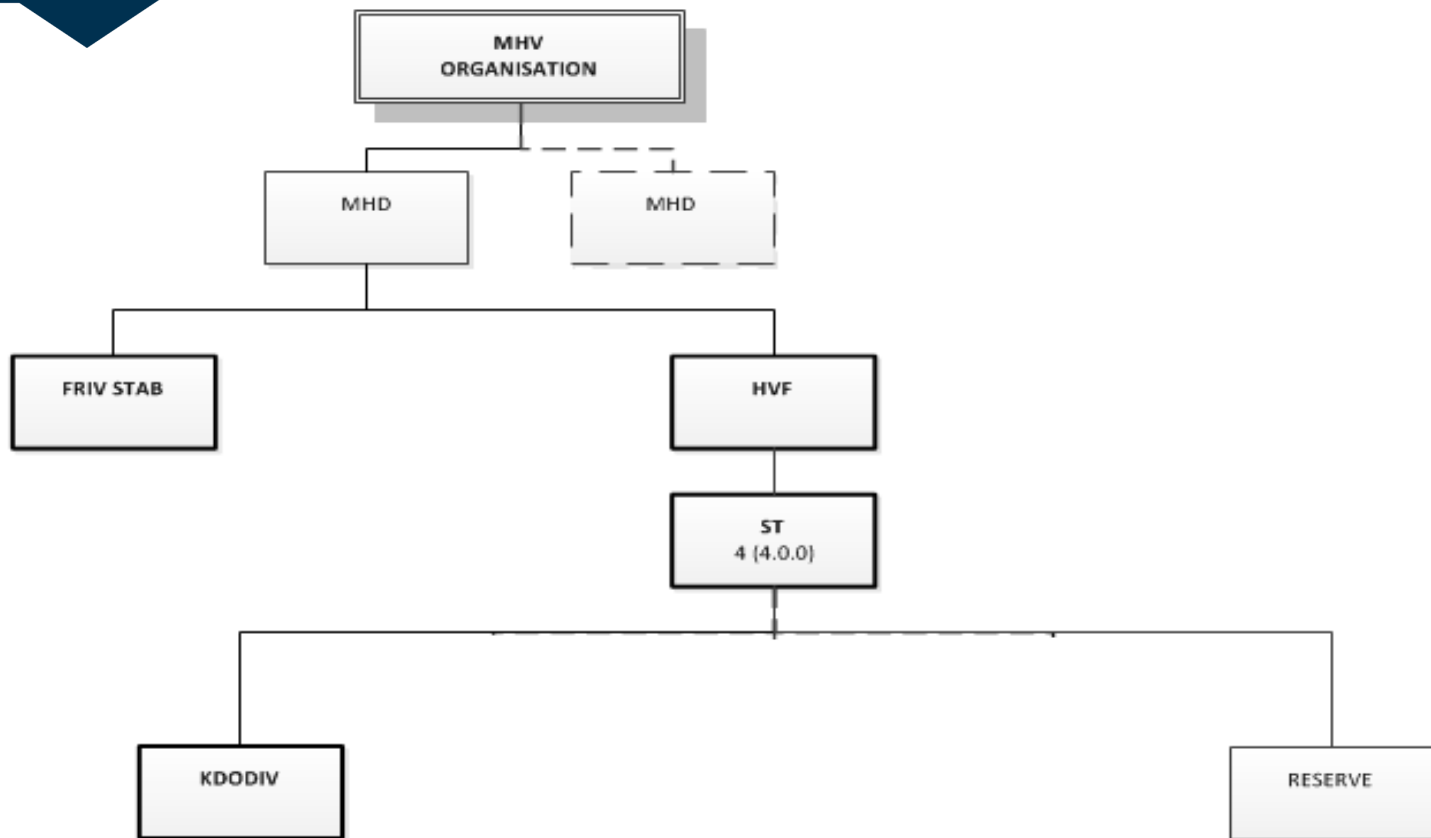 MHV
ORGANISATION
MHD
MHD
FRIV STAB
HVF
ST
4 (4.0.0)
KDODIV
RESERVE